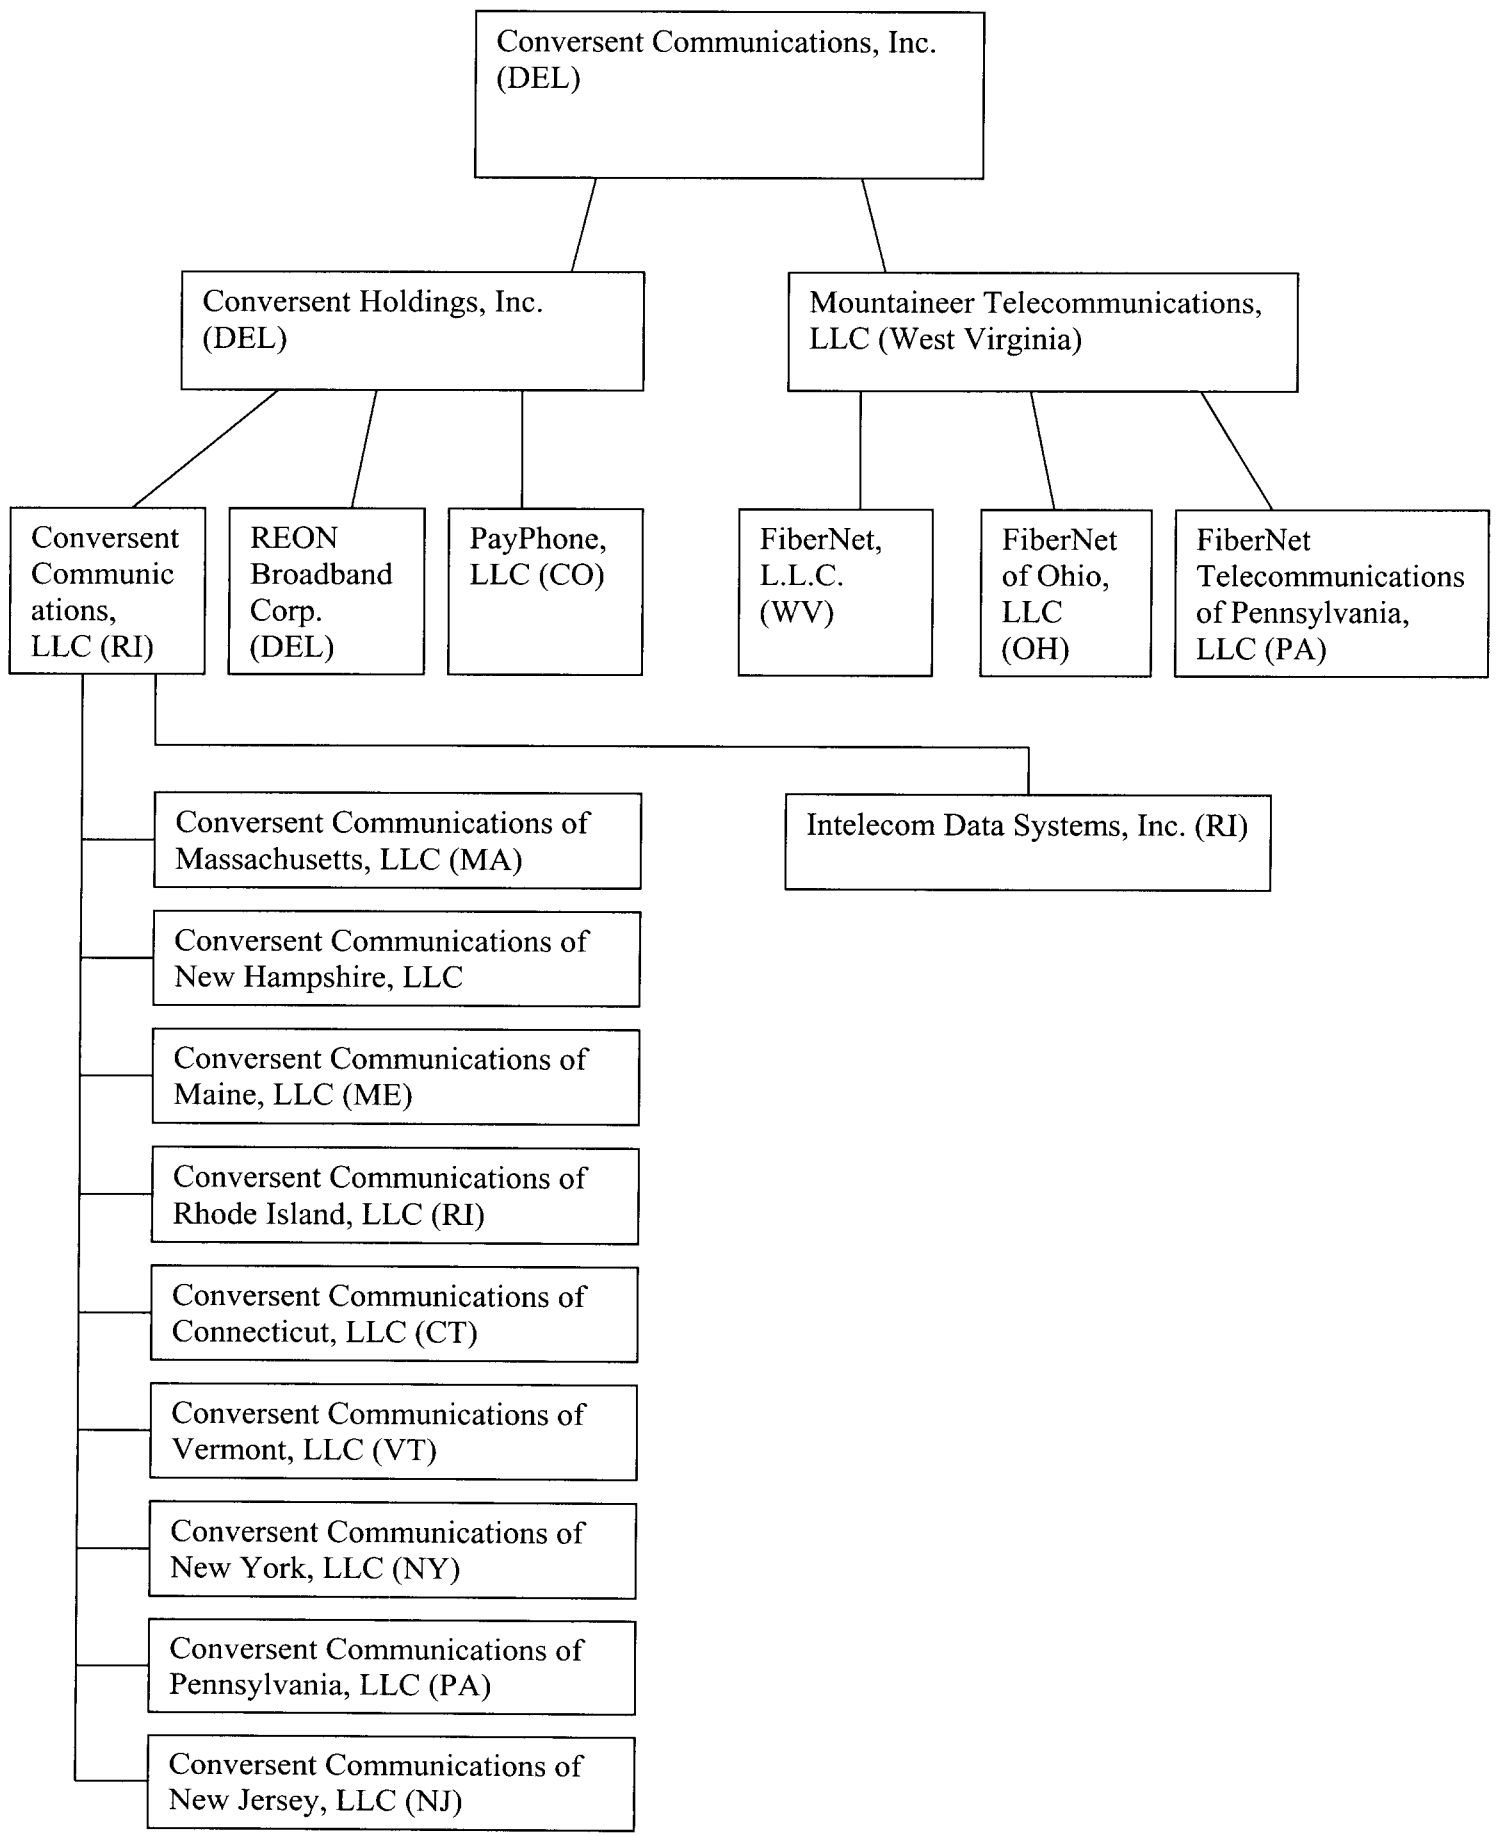 Conversent Communications, Inc.
(DEL)
Conversent Holdings, Inc.
(DEL)
Mountaineer Telecommunications,
LLC (West Virginia)
Conversent
Communic
ations,
LLC (RI)
REON
Broadband
Corp.
(DEL)
PayPhone,
LLC (CO)
FiberNet,
L.L.C.
(WV)
FiberNet
of Ohio,
LLC
(OH)
FiberNet
Telecommunications
of Pennsylvania,
LLC (PA)
Conversent Communications of
Massachusetts, LLC (MA)
Intelecom Data Systems, Inc. (RI)
Conversent Communications of
New Hampshire, LLC
Conversent Communications of
Maine, LLC (ME)
Conversent Communications of
Rhode Island, LLC (RI)
Conversent Communications of
Connecticut, LLC (CT)
Conversent Communications of
Vermont, LLC (VT)
Conversent Communications of
New York, LLC (NY)
Conversent Communications of
Pennsylvania, LLC (PA)
Conversent Communications of
New Jersey, LLC (NJ)